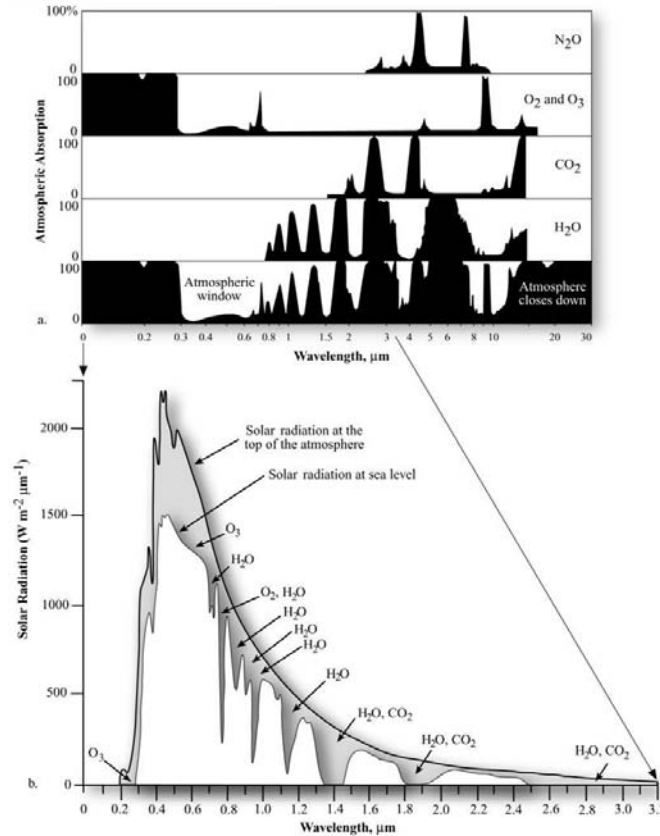 100%
0
N₂O
100
0
O₂ and O₃
100
0
CO₂
100
0
H₂O
100
0
Atmospheric
window
Atmosphere
closes down
Atmospheric Absorption
a.
0 0.2 0.3 0.4 0.6 0.8 1 1.5 2 3 4 5 6 8 10 20 30
Wavelength, µm
2000
1500
1000
500
0
Solar Radiation (W m⁻² µm⁻¹)
Solar radiation at the
top of the atmosphere
Solar radiation at sea level
O₃
H₂O
O₂, H₂O
H₂O
H₂O
H₂O
H₂O
H₂O, CO₂
H₂O, CO₂
H₂O, CO₂
O₃
b.
0 0.2 0.4 0.6 0.8 1.0 1.2 1.4 1.6 1.8 2.0 2.2 2.4 2.6 2.8 3.0 3.2
Wavelength, µm